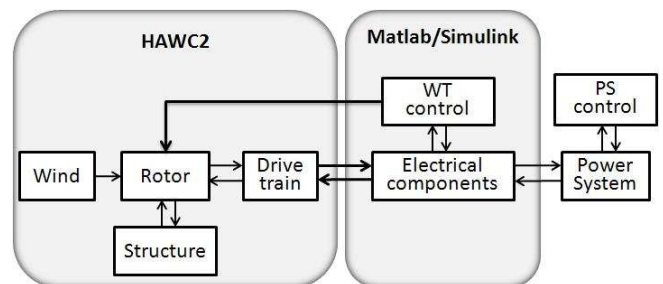 HAWC2
Matlab/Simulink
WT
control
PS
control
Wind
Rotor
Drive
train
Electrical
components
Power
System
Structure